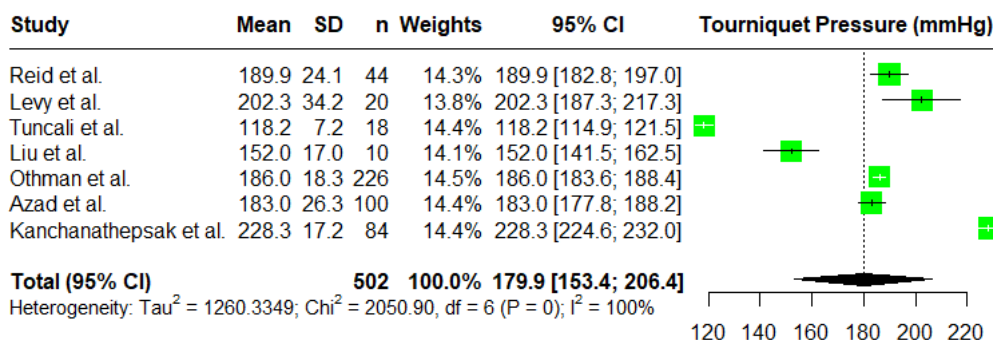 Study Mean SD n Weights 95% CI Tourniquet Pressure (mmHg)
Reid et al. 189.9 24.1 44 14.3% 189.9 [182.8; 197.0]
Levy et al. 202.3 34.2 20 13.8% 202.3 [187.3; 217.3]
Tuncali et al. 118.2 7.2 18 14.4% 118.2 [114.9; 121.5]
Liu et al. 152.0 17.0 10 14.1% 152.0 [141.5; 162.5]
Othman et al. 186.0 18.3 226 14.5% 186.0 [183.6; 188.4]
Azad et al. 183.0 26.3 100 14.4% 183.0 [177.8; 188.2]
Kanchanathepsak et al. 228.3 17.2 84 14.4% 228.3 [224.6; 232.0]
Total (95% CI) 502 100.0% 179.9 [153.4; 206.4]
Heterogeneity: Tau² = 1260.3349; Chi² = 2050.90, df = 6 (P = 0); I² = 100%
120 140 160 180 200 220